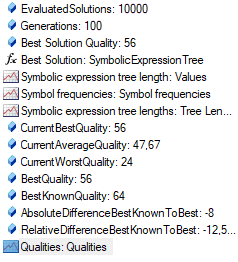 EvaluatedSolutions: 10000
Generations: 100
Best Solution Quality: 56
fx Best Solution: SymbolicExpressionTree
Symbolic expression tree length: Values
Symbol frequencies: Symbol frequencies
Symbolic expression tree lengths: Tree Len...
CurrentBestQuality: 56
CurrentAverageQuality: 47,67
CurrentWorstQuality: 24
BestQuality: 56
BestKnownQuality: 64
AbsoluteDifferenceBestKnownToBest: -8
RelativeDifferenceBestKnownToBest: -12,5...
Qualities: Qualities